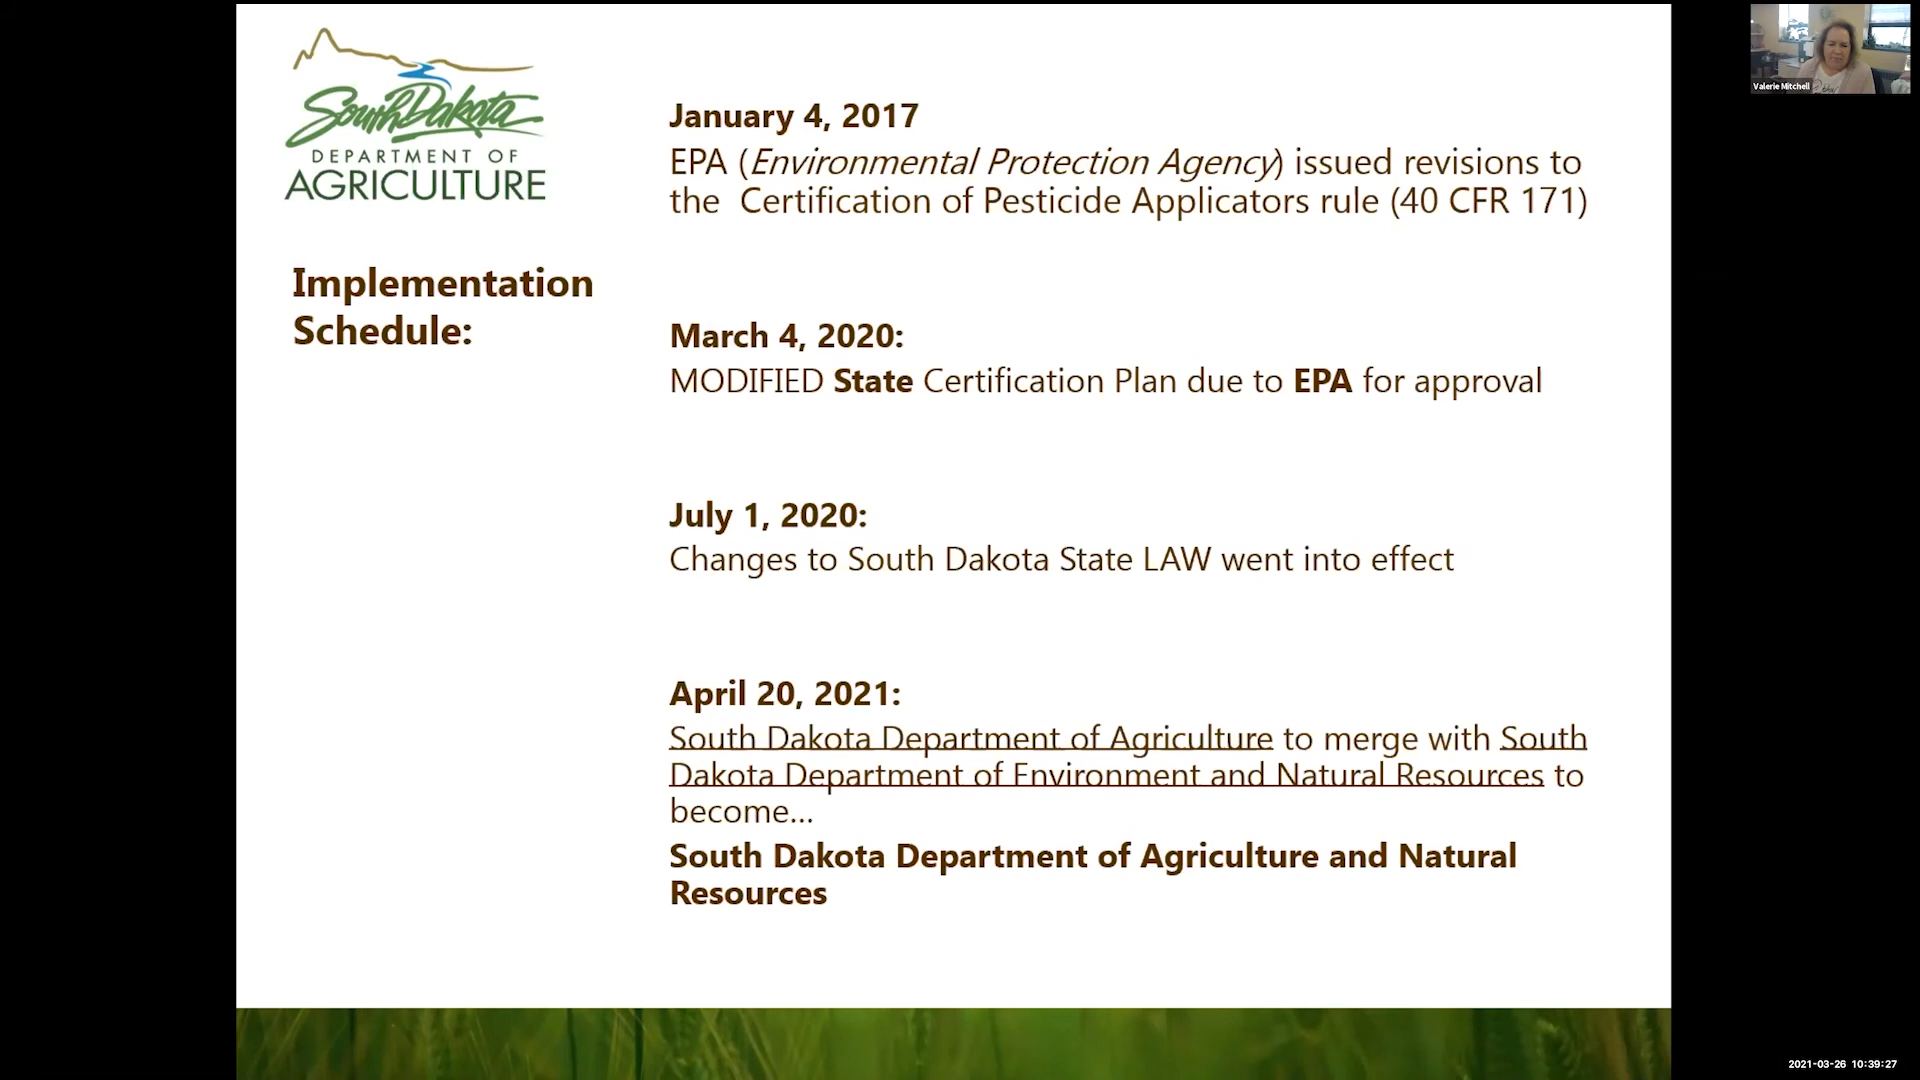 South Dakota
DEPARTMENT OF
AGRICULTURE
Implementation
Schedule:
January 4, 2017
EPA (Environmental Protection Agency) issued revisions to
the Certification of Pesticide Applicators rule (40 CFR 171)
March 4, 2020:
MODIFIED State Certification Plan due to EPA for approval
July 1, 2020:
Changes to South Dakota State LAW went into effect
April 20, 2021:
South Dakota Department of Agriculture to merge with South
Dakota Department of Environment and Natural Resources to
become...
South Dakota Department of Agriculture and Natural
Resources
Valerie Mitchell
2021-03-26 10:39:27